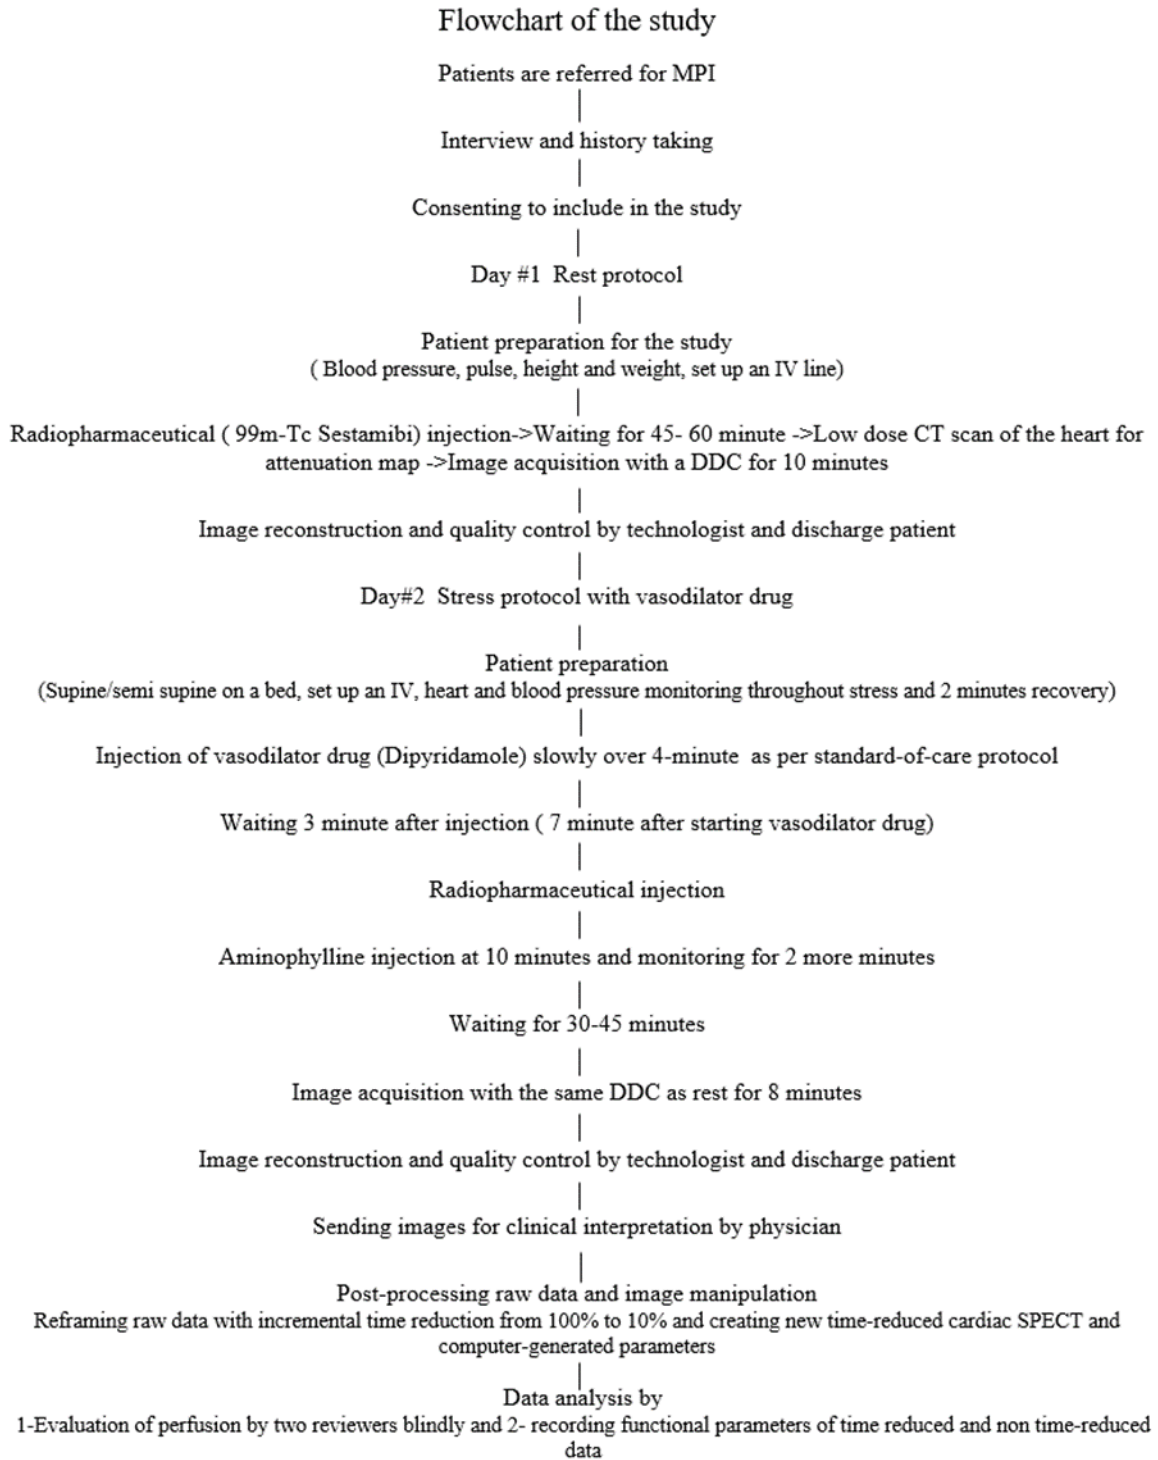 Flowchart of the study
Patients are referred for MPI
Interview and history taking
Consenting to include in the study
Day #1 Rest protocol
Patient preparation for the study
( Blood pressure, pulse, height and weight, set up an IV line)
Radiopharmaceutical ( 99m-Tc Sestamibi) injection->Waiting for 45- 60 minute ->Low dose CT scan of the heart for
attenuation map ->Image acquisition with a DDC for 10 minutes
Image reconstruction and quality control by technologist and discharge patient
Day#2 Stress protocol with vasodilator drug
Patient preparation
(Supine/semi supine on a bed, set up an IV, heart and blood pressure monitoring throughout stress and 2 minutes recovery)
Injection of vasodilator drug (Dipyridamole) slowly over 4-minute as per standard-of-care protocol
Waiting 3 minute after injection ( 7 minute after starting vasodilator drug)
Radiopharmaceutical injection
Aminophylline injection at 10 minutes and monitoring for 2 more minutes
Waiting for 30-45 minutes
Image acquisition with the same DDC as rest for 8 minutes
Image reconstruction and quality control by technologist and discharge patient
Sending images for clinical interpretation by physician
Post-processing raw data and image manipulation
Reframing raw data with incremental time reduction from 100% to 10% and creating new time-reduced cardiac SPECT and
computer-generated parameters
Data analysis by
1-Evaluation of perfusion by two reviewers blindly and 2- recording functional parameters of time reduced and non time-reduced
data